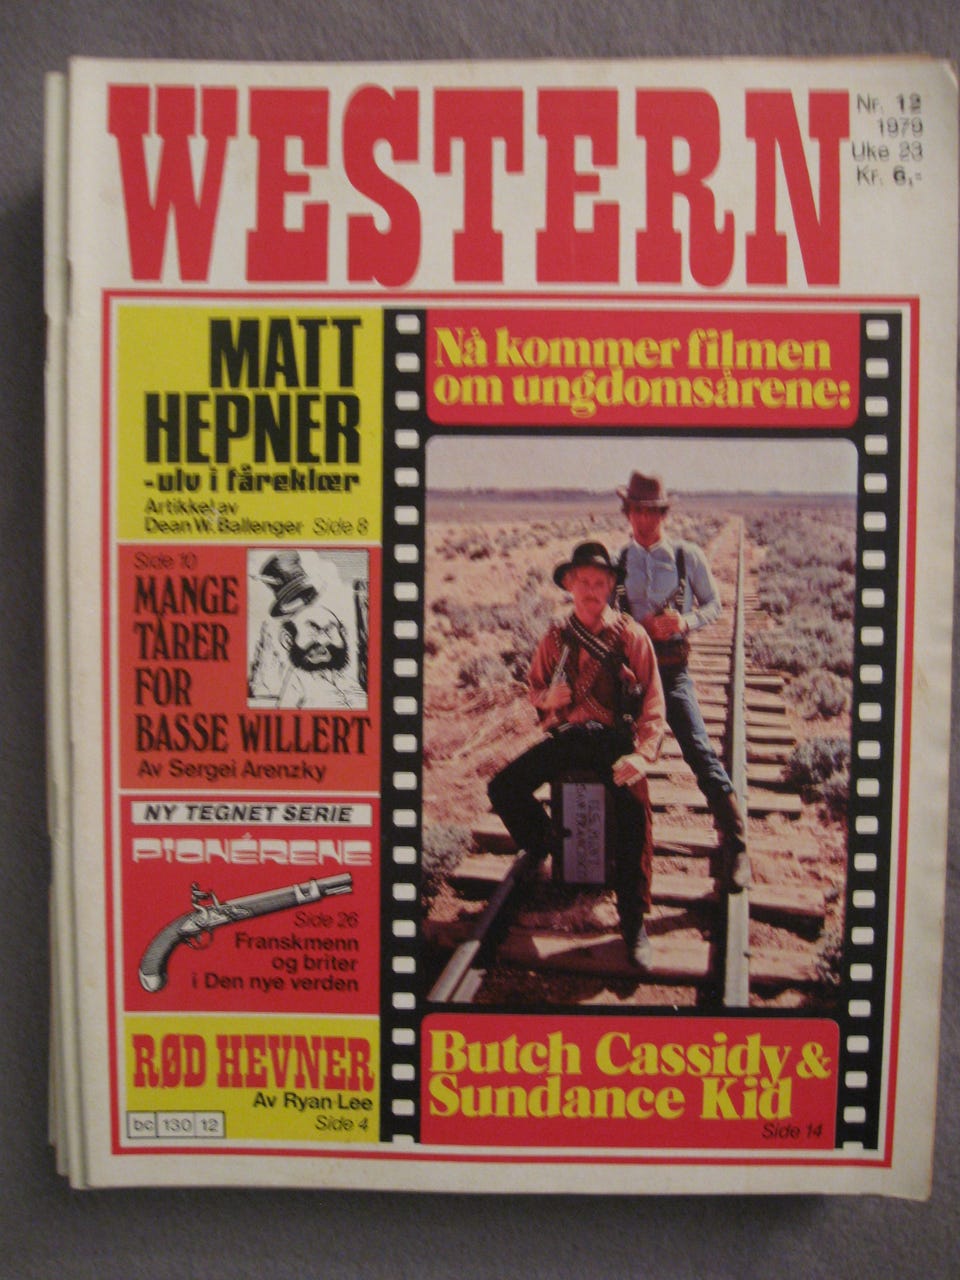 WESTERN
Nr. 12
1979
Uke 23
Kr. 6,-
MATT
HEPNER
-ulv i fåreklær
Artikkel av
Dean W. Ballenger Side 8
Side 10
MANGE
TÅRER
FOR
BASSE WILLERT
Av Sergei Arenzky
NY TEGNET SERIE
PIONÉRENE
Side 26
Franskmenn
og briter
i Den nye verden
RØD HEVNER
Av Ryan Lee
Side 4
bc 130 12
Nå kommer filmen
om ungdomsårene:
Butch Cassidy &
Sundance Kid
Side 14